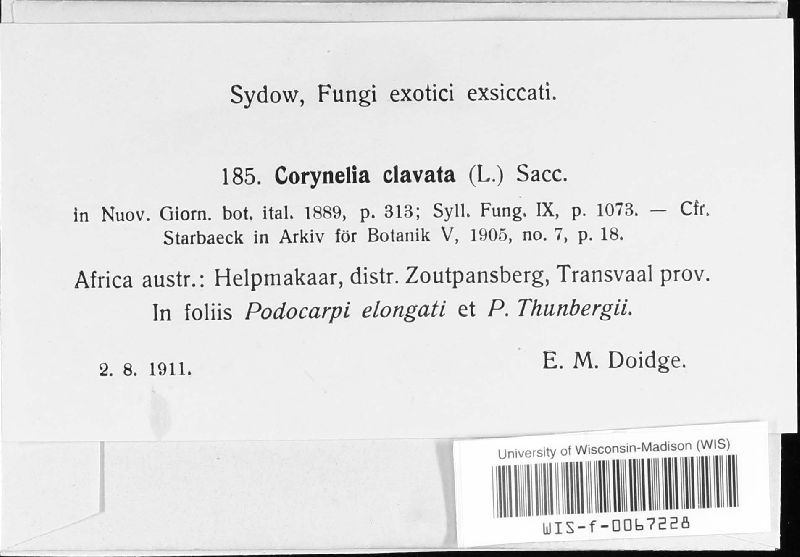 Sydow, Fungi exotici exsiccati.
185. Corynelia clavata (L.) Sacc.
in Nuov. Giorn. bot. ital. 1889, p. 313; Syll. Fung. IX, p. 1073. — Cfr.
Starbaeck in Arkiv för Botanik V, 1905, no. 7, p. 18.
Africa austr.: Helpmakaar, distr. Zoutpansberg, Transvaal prov.
In foliis Podocarpi elongati et P. Thunbergii.
2. 8. 1911.
E. M. Doidge.
University of Wisconsin-Madison (WIS)
WIS-f-0067228